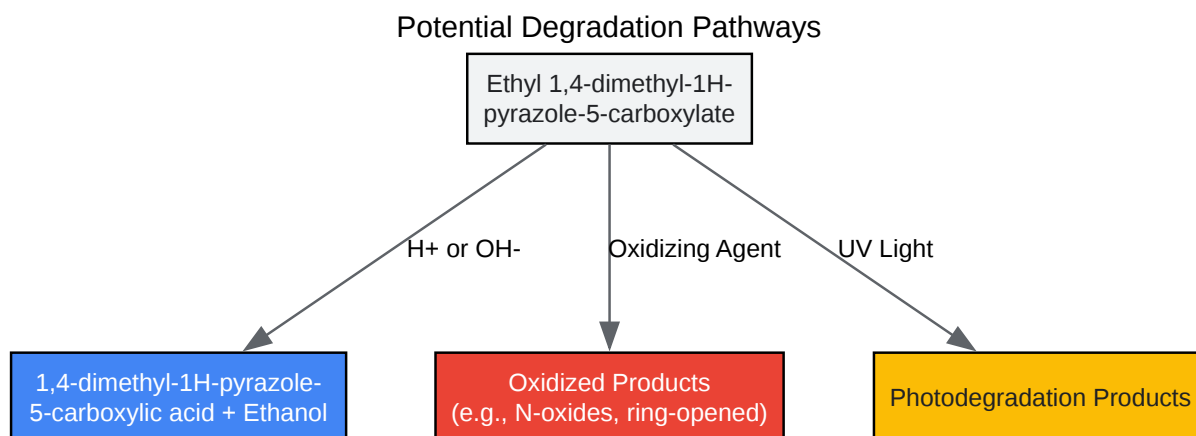 Potential Degradation Pathways
Ethyl 1,4-dimethyl-1H-
pyrazole-5-carboxylate
H+ or OH-
Oxidizing Agent
UV Light
1,4-dimethyl-1H-pyrazole-
5-carboxylic acid + Ethanol
Oxidized Products
(e.g., N-oxides, ring-opened)
Photodegradation Products